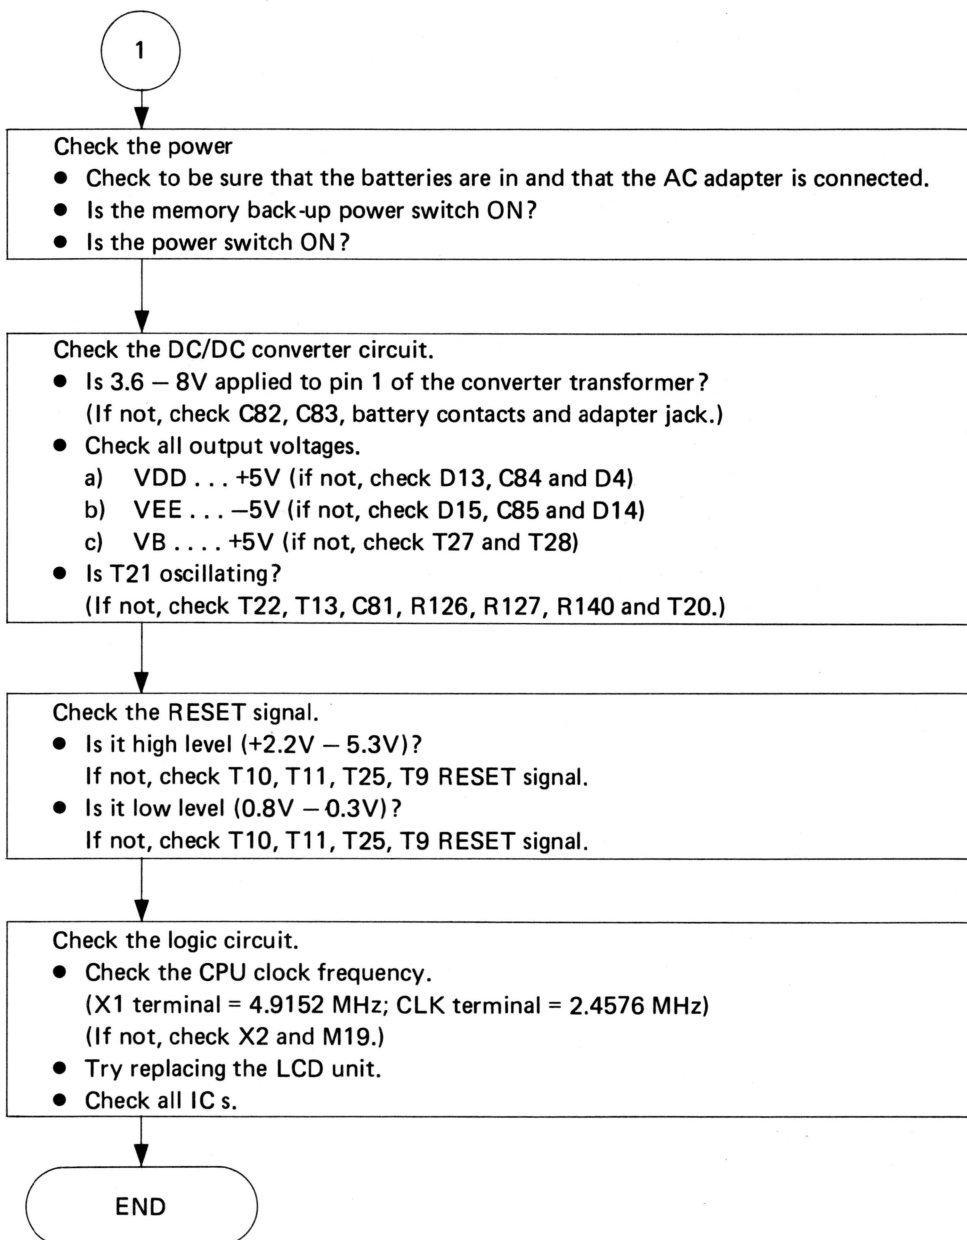 1
Check the power
● Check to be sure that the batteries are in and that the AC adapter is connected.
● Is the memory back-up power switch ON?
● Is the power switch ON?
Check the DC/DC converter circuit.
● Is 3.6 – 8V applied to pin 1 of the converter transformer?
(If not, check C82, C83, battery contacts and adapter jack.)
● Check all output voltages.
a) VDD . . . +5V (if not, check D13, C84 and D4)
b) VEE . . . –5V (if not, check D15, C85 and D14)
c) VB . . . . +5V (if not, check T27 and T28)
● Is T21 oscillating?
(If not, check T22, T13, C81, R126, R127, R140 and T20.)
Check the RESET signal.
● Is it high level (+2.2V – 5.3V)?
If not, check T10, T11, T25, T9 RESET signal.
● Is it low level (0.8V – 0.3V)?
If not, check T10, T11, T25, T9 RESET signal.
Check the logic circuit.
● Check the CPU clock frequency.
(X1 terminal = 4.9152 MHz; CLK terminal = 2.4576 MHz)
(If not, check X2 and M19.)
● Try replacing the LCD unit.
● Check all IC s.
END